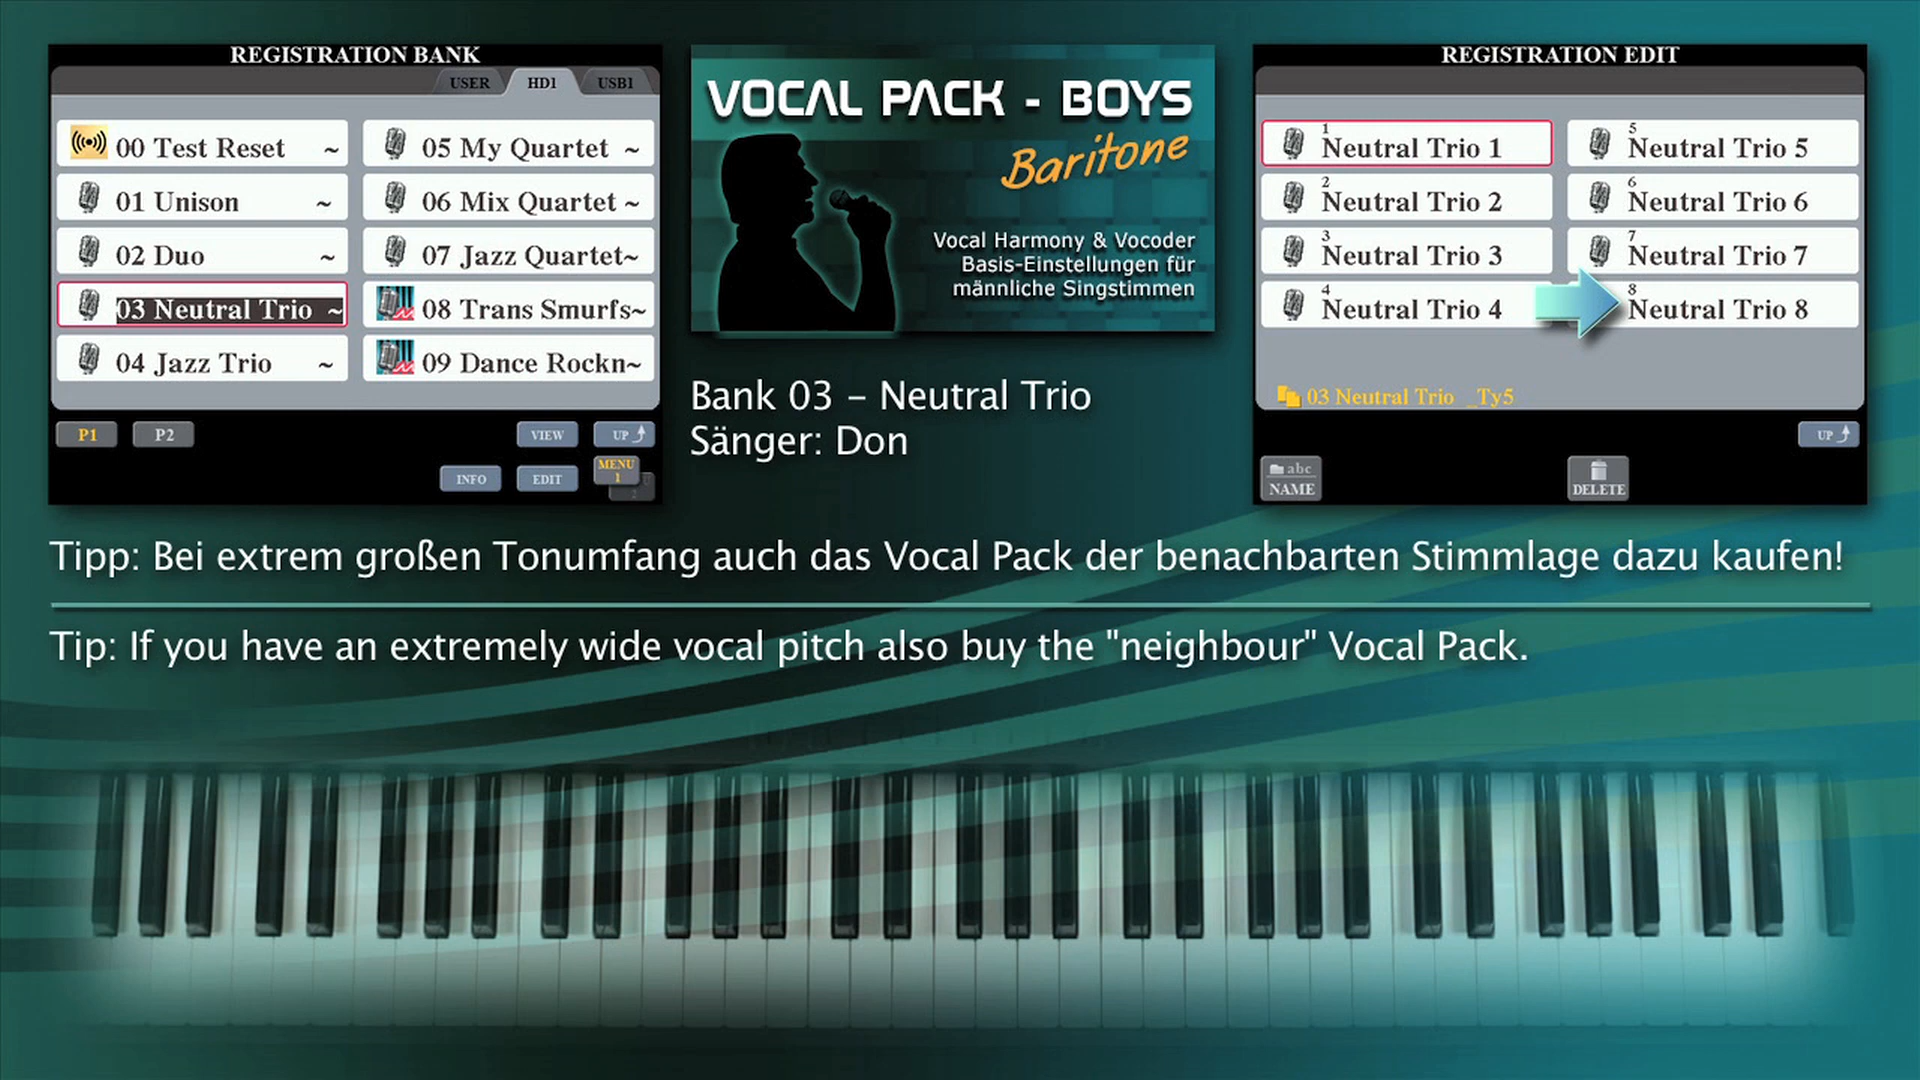 REGISTRATION BANK
USER HD1 USB1
00 Test Reset ~
01 Unison ~
02 Duo ~
03 Neutral Trio ~
04 Jazz Trio ~
05 My Quartet ~
06 Mix Quartet ~
07 Jazz Quartet~
08 Trans Smurfs~
09 Dance Rockn~
P1 P2 VIEW UP
INFO EDIT MENU
1
2
VOCAL PACK - BOYS
Baritone
Vocal Harmony & Vocoder
Basis-Einstellungen für
männliche Singstimmen
Bank 03 – Neutral Trio
Sänger: Don
REGISTRATION EDIT
1
Neutral Trio 1
2
Neutral Trio 2
3
Neutral Trio 3
4
Neutral Trio 4
5
Neutral Trio 5
6
Neutral Trio 6
7
Neutral Trio 7
8
Neutral Trio 8
03 Neutral Trio _Ty5
UP
abc
NAME
DELETE
Tipp: Bei extrem großen Tonumfang auch das Vocal Pack der benachbarten Stimmlage dazu kaufen!
Tip: If you have an extremely wide vocal pitch also buy the "neighbour" Vocal Pack.